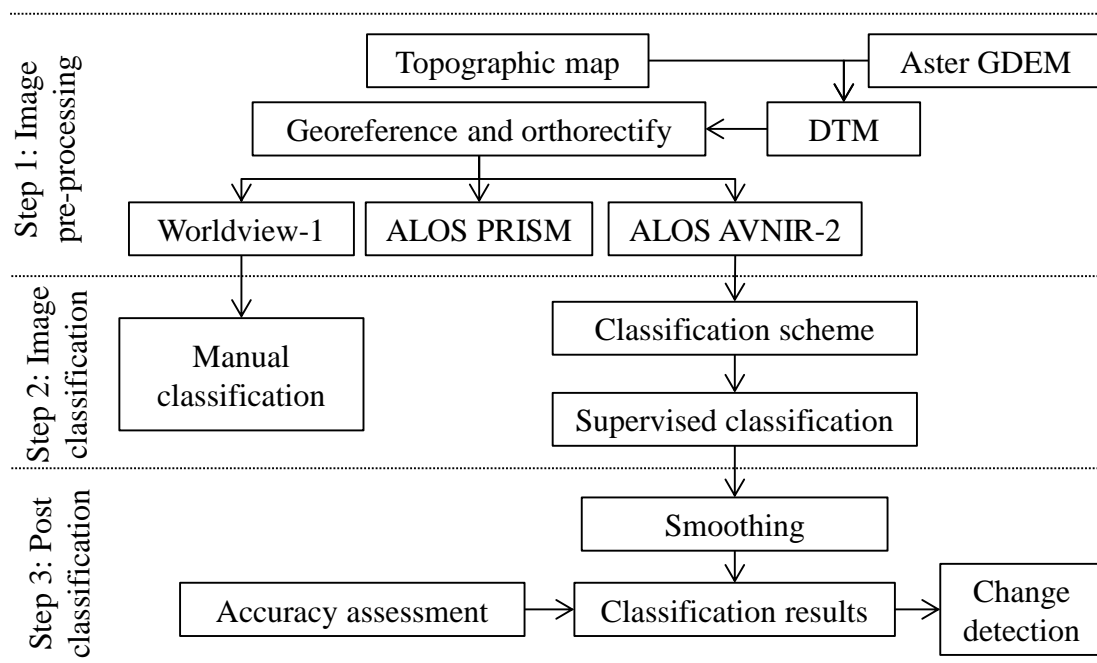 Step 1: Image
pre-processing
Topographic map
Aster GDEM
Georeference and orthorectify
DTM
Worldview-1
ALOS PRISM
ALOS AVNIR-2
Step 2: Image
classification
Manual
classification
Classification scheme
Supervised classification
Step 3: Post
classification
Smoothing
Accuracy assessment
Classification results
Change
detection